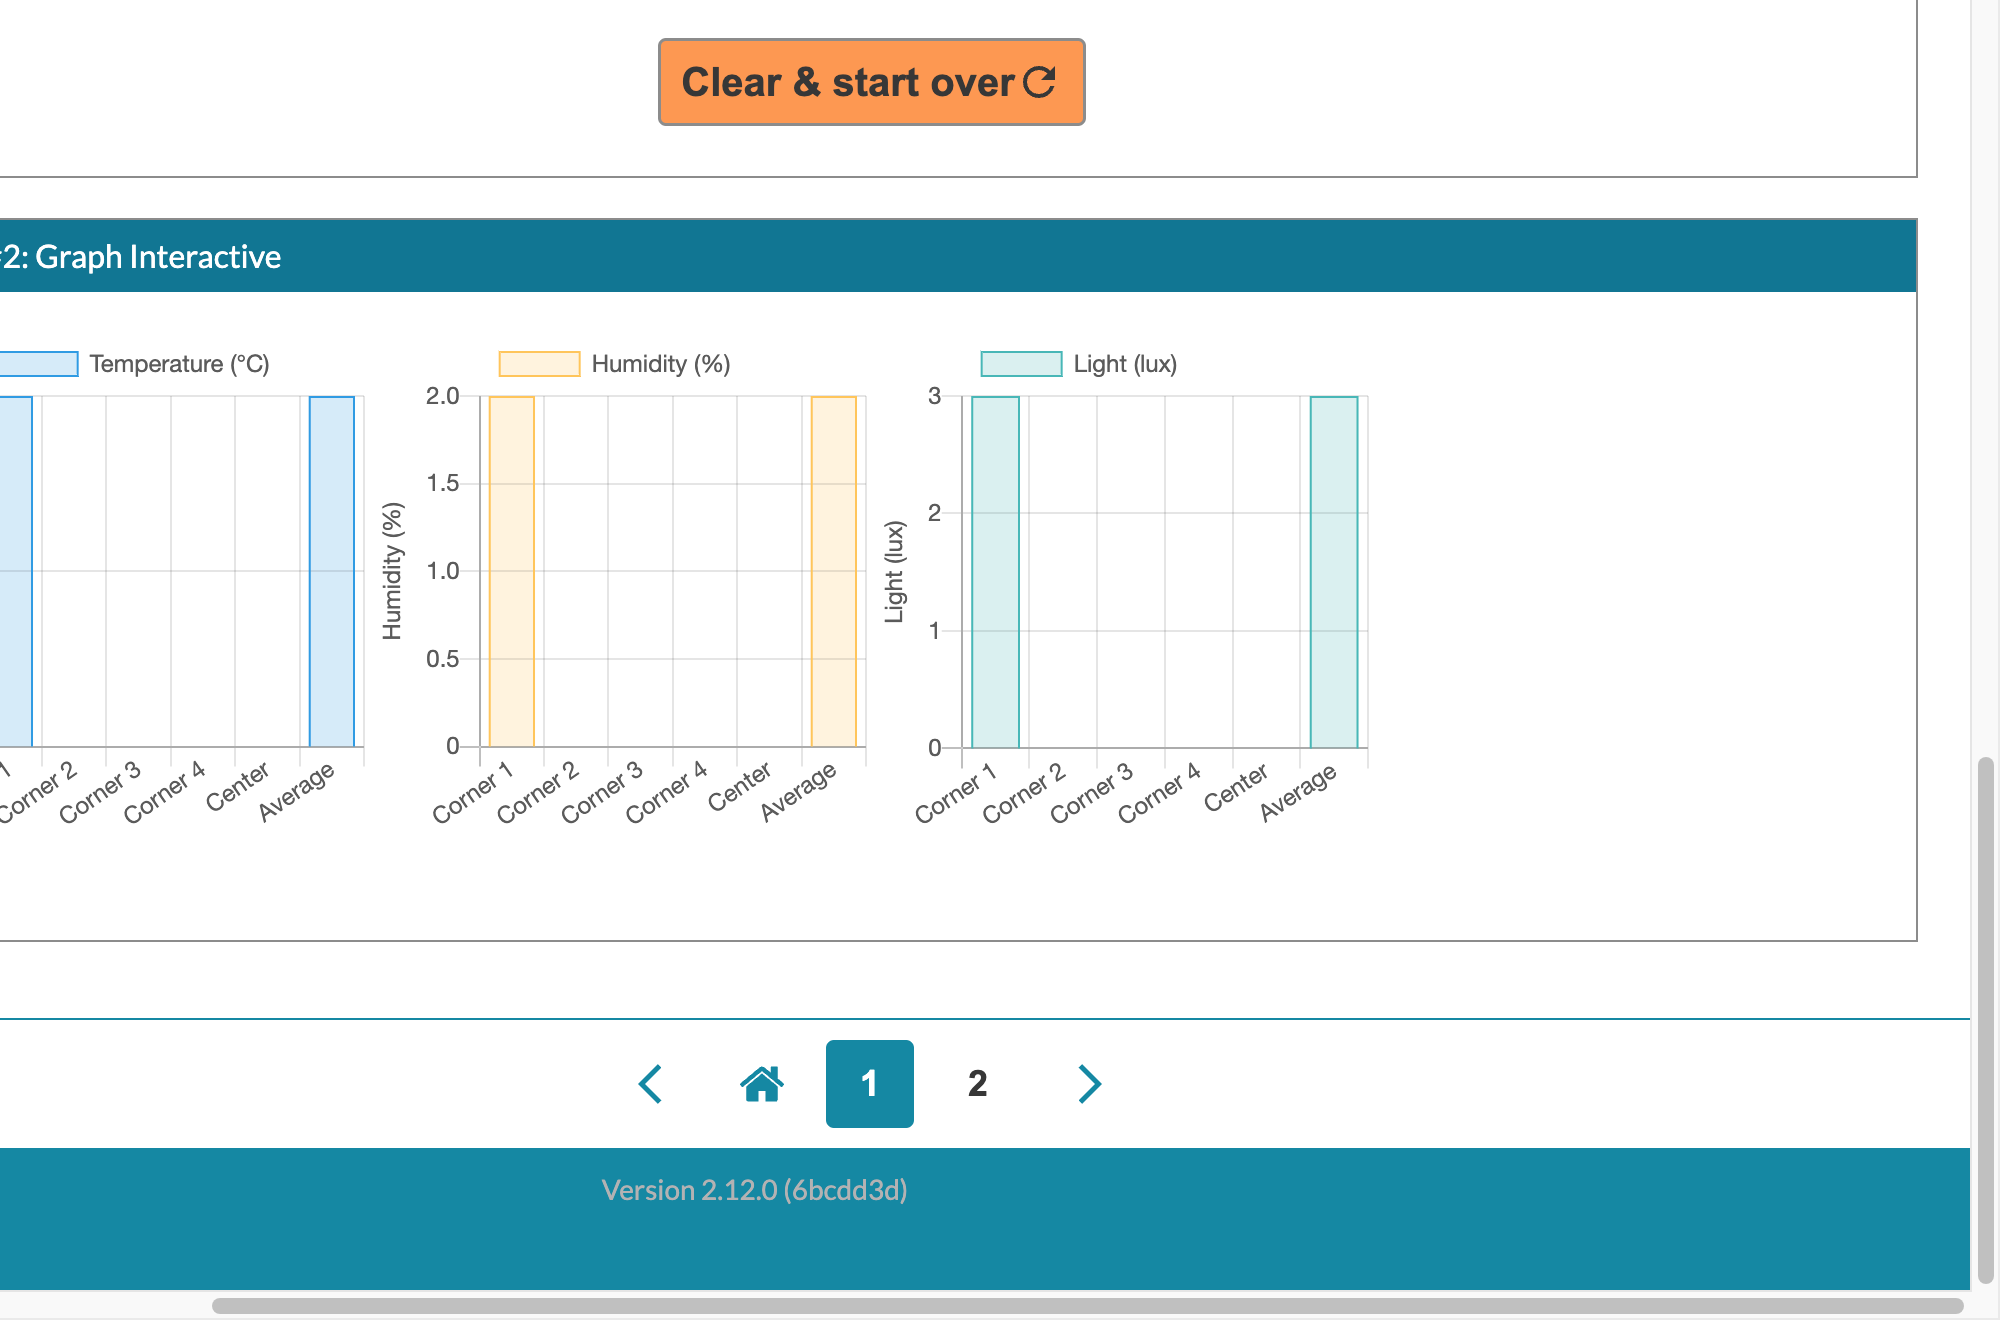 Clear & start over
2: Graph Interactive
Temperature (°C)
Humidity (%)
Light (lux)
Corner 2
Corner 3
Corner 4
Center
Average
Humidity (%)
2.0
1.5
1.0
0.5
0
Corner 1
Corner 2
Corner 3
Corner 4
Center
Average
Light (lux)
3
2
1
0
Corner 1
Corner 2
Corner 3
Corner 4
Center
Average
1
2
Version 2.12.0 (6bcdd3d)